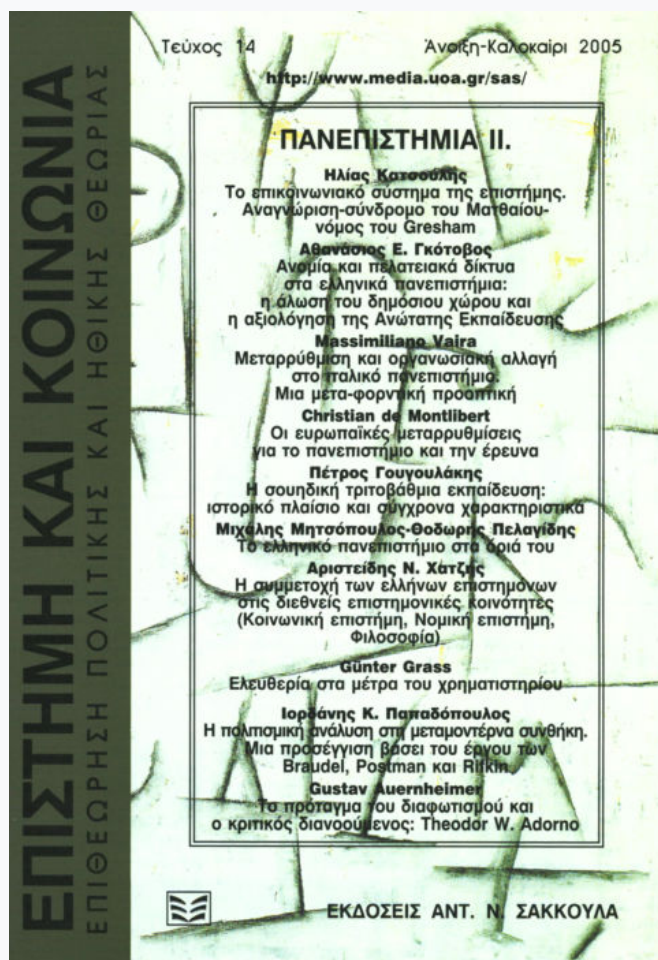 ΕΠΙΣΤΗΜΗ ΚΑΙ ΚΟΙΝΩΝΙΑ
ΕΠΙΘΕΩΡΗΣΗ ΠΟΛΙΤΙΚΗΣ ΚΑΙ ΗΘΙΚΗΣ ΘΕΩΡΙΑΣ
Τεύχος 14
Άνοιξη-Καλοκαίρι 2005
http://www.media.uoa.gr/sas/
ΠΑΝΕΠΙΣΤΗΜΙΑ ΙΙ.
Ηλίας Κατσούλης
Το επικοινωνιακό σύστημα της επιστήμης.
Αναγνώριση-σύνδρομο του Ματθαίου-
νόμος του Gresham
Αθανάσιος Ε. Γκότοβος
Ανομία και πελατειακά δίκτυα
στα ελληνικά πανεπιστήμια:
η άλωση του δημόσιου χώρου και
η αξιολόγηση της Ανώτατης Εκπαίδευσης
Massimiliano Vaira
Μεταρρύθμιση και οργανωσιακή αλλαγή
στο ιταλικό πανεπιστήμιο.
Μια μετα-φορντική προοπτική
Christian de Montlibert
Οι ευρωπαϊκές μεταρρυθμίσεις
για το πανεπιστήμιο και την έρευνα
Πέτρος Γουγουλάκης
Η σουηδική τριτοβάθμια εκπαίδευση:
ιστορικό πλαίσιο και σύγχρονα χαρακτηριστικά
Μιχάλης Μητσόπουλος-Θοδωρής Πελαγίδης
Το ελληνικό πανεπιστήμιο στα όριά του
Αριστείδης Ν. Χατζής
Η συμμετοχή των ελλήνων επιστημόνων
στις διεθνείς επιστημονικές κοινότητες
(Κοινωνική επιστήμη, Νομική επιστήμη,
Φιλοσοφία)
Günter Grass
Ελευθερία στα μέτρα του χρηματιστηρίου
Ιορδάνης Κ. Παπαδόπουλος
Η πολιτισμική ανάλυση στη μεταμοντέρνα συνθήκη.
Μια προσέγγιση βάσει του έργου των
Braudel, Postman και Rifkin
Gustav Auernheimer
Το πρόταγμα του διαφωτισμού και
ο κριτικός διανοούμενος: Theodor W. Adorno
ΕΚΔΟΣΕΙΣ ΑΝΤ. Ν. ΣΑΚΚΟΥΛΑ